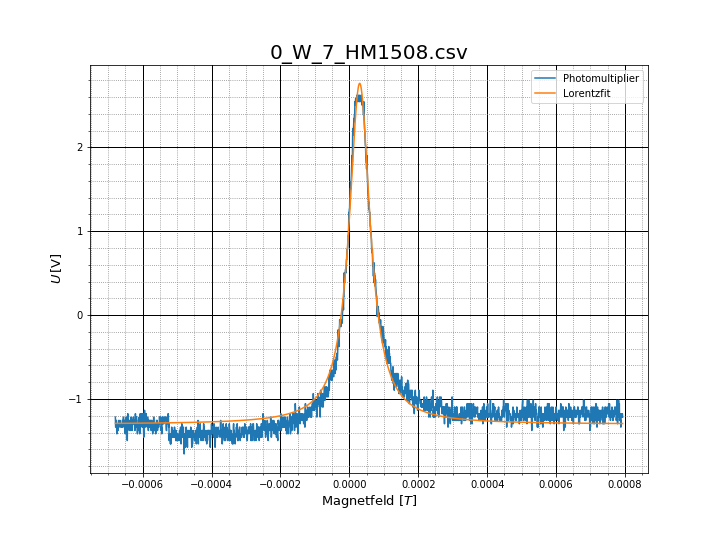 0_W_7_HM1508.csv
Photomultiplier
Lorentzfit
U [V]
2
1
0
−1
−0.0006 −0.0004 −0.0002 0.0000 0.0002 0.0004 0.0006 0.0008
Magnetfeld [T]